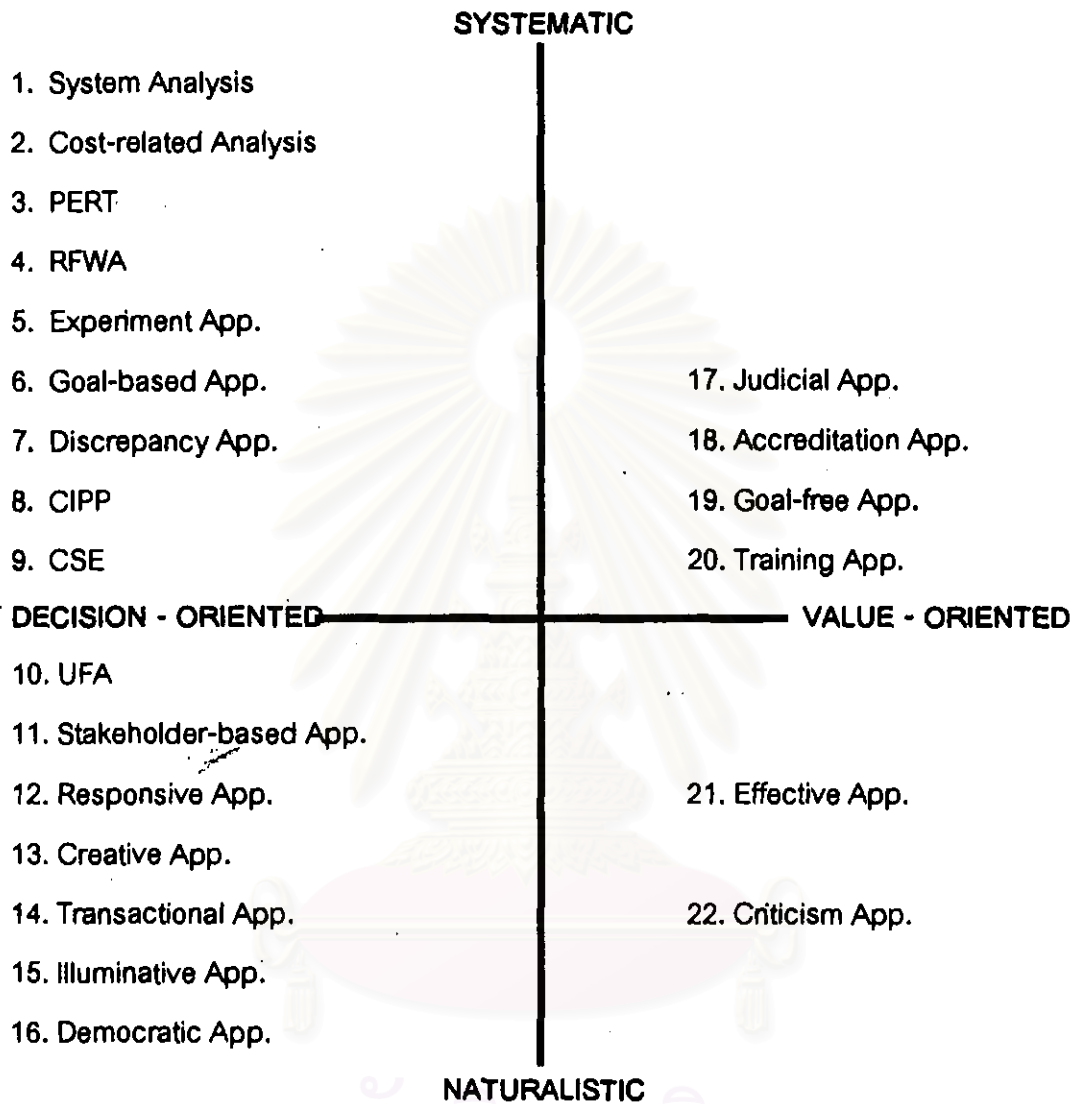 SYSTEMATIC
1. System Analysis
2. Cost-related Analysis
3. PERT
4. RFWA
5. Experiment App.
6. Goal-based App.
7. Discrepancy App.
8. CIPP
9. CSE
17. Judicial App.
18. Accreditation App.
19. Goal-free App.
20. Training App.
DECISION - ORIENTED VALUE - ORIENTED
10. UFA
11. Stakeholder-based App.
12. Responsive App.
13. Creative App.
14. Transactional App.
15. Illuminative App.
16. Democratic App.
21. Effective App.
22. Criticism App.
NATURALISTIC